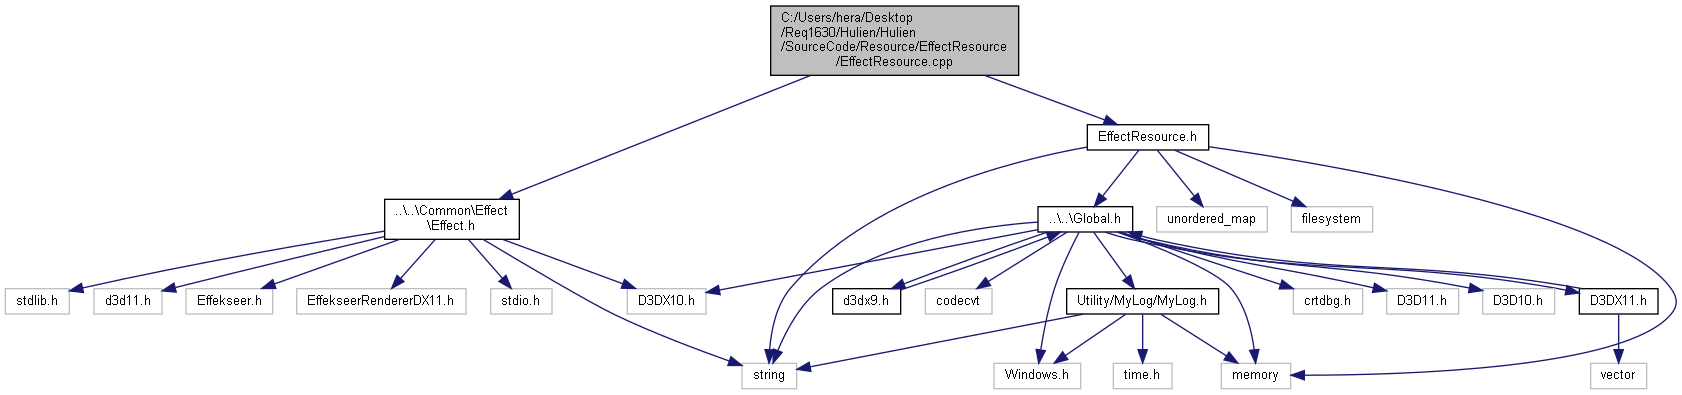 C:/Users/hera/Desktop
/Req1630/Hulien/Hulien
/SourceCode/Resource/EffectResource
/EffectResource.cpp
EffectResource.h
..\..\Common\Effect
\Effect.h
..\..\Global.h
unordered_map
filesystem
stdlib.h
d3d11.h
Effekseer.h
EffekseerRendererDX11.h
stdio.h
D3DX10.h
d3dx9.h
codecvt
Utility/MyLog/MyLog.h
crtdbg.h
D3D11.h
D3D10.h
D3DX11.h
string
Windows.h
time.h
memory
vector